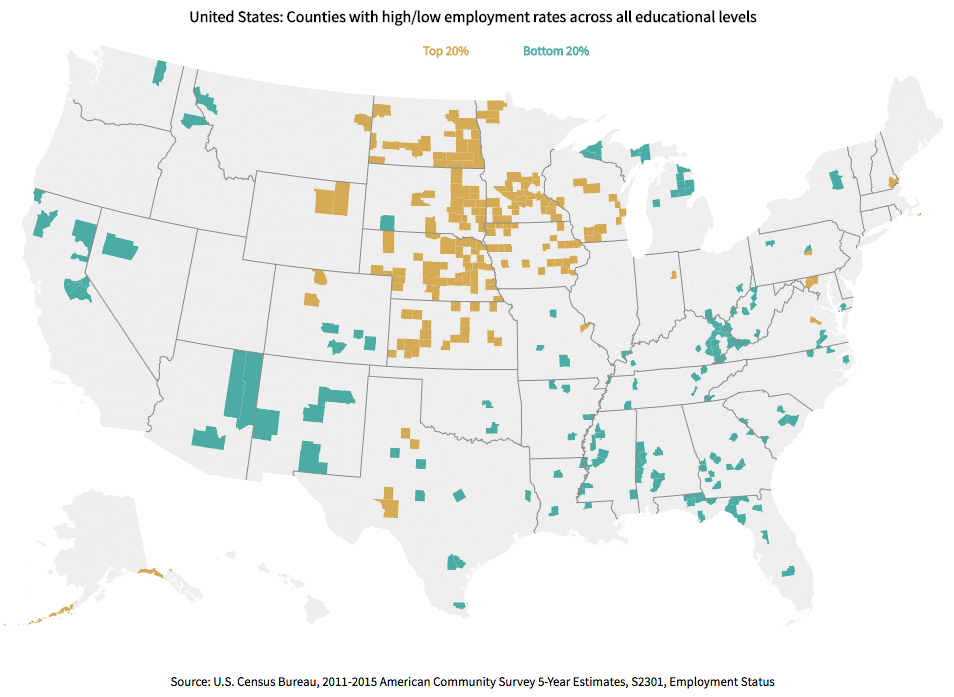 United States: Counties with high/low employment rates across all educational levels
Top 20% Bottom 20%
Source: U.S. Census Bureau, 2011-2015 American Community Survey 5-Year Estimates, S2301, Employment Status